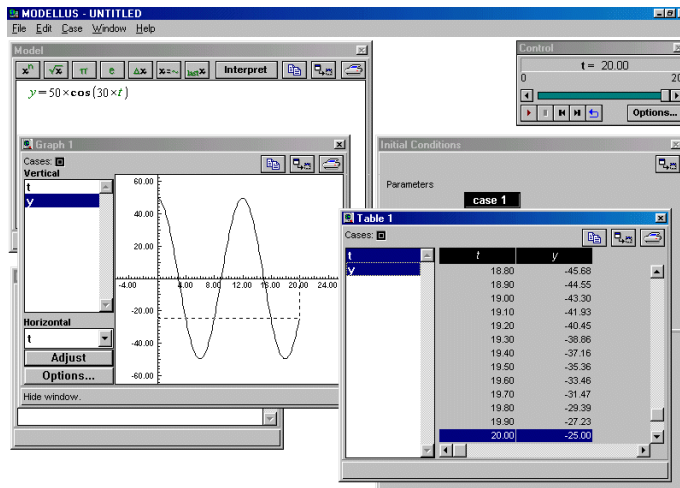 MODELLUS - UNTITLED
File Edit Case Window Help
Model
xⁿ √x π e Δx x=~ last x Interpret
y=50×cos(30×t)
Control
t = 20.00
0 20
Options...
Graph 1
Cases:
Vertical
t
y
Horizontal
t
Adjust
Options...
Hide window.
60.00
40.00
20.00
-4.00 4.00 8.00 12.00 16.00 20.00 24.00
-20.00
-40.00
-60.00
Initial Conditions
Parameters
case 1
Table 1
Cases:
t
y
t y
18.80 -45.68
18.90 -44.55
19.00 -43.30
19.10 -41.93
19.20 -40.45
19.30 -38.86
19.40 -37.16
19.50 -35.36
19.60 -33.46
19.70 -31.47
19.80 -29.39
19.90 -27.23
20.00 -25.00